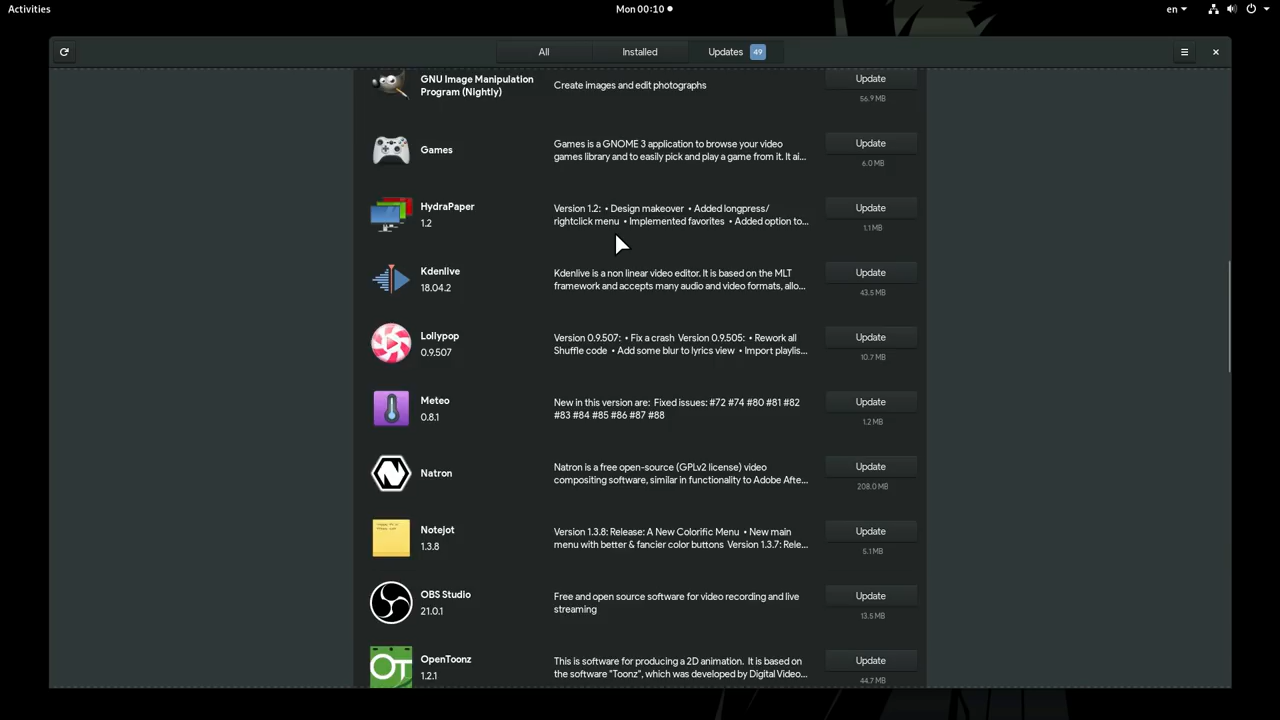 Activities
Mon 00:10
en
All
Installed
Updates 49
GNU Image Manipulation
Program (Nightly)
Create images and edit photographs
Update
56.9 MB
Games
Games is a GNOME 3 application to browse your video
games library and to easily pick and play a game from it. It ai...
Update
6.0 MB
HydraPaper
1.2
Version 1.2: • Design makeover • Added longpress/
rightclick menu • Implemented favorites • Added option to...
Update
1.1 MB
Kdenlive
18.04.2
Kdenlive is a non linear video editor. It is based on the MLT
framework and accepts many audio and video formats, allo...
Update
43.5 MB
Lollypop
0.9.507
Version 0.9.507: • Fix a crash Version 0.9.505: • Rework all
Shuffle code • Add some blur to lyrics view • Import playlis...
Update
10.7 MB
Meteo
0.8.1
New in this version are: Fixed issues: #72 #74 #80 #81 #82
#83 #84 #85 #86 #87 #88
Update
1.2 MB
Natron
Natron is a free open-source (GPLv2 license) video
compositing software, similar in functionality to Adobe Afte...
Update
208.0 MB
Notejot
1.3.8
Version 1.3.8: Release: A New Colorific Menu • New main
menu with better & fancier color buttons Version 1.3.7: Rele...
Update
5.1 MB
OBS Studio
21.0.1
Free and open source software for video recording and live
streaming
Update
13.5 MB
OT
OpenToonz
1.2.1
This is software for producing a 2D animation. It is based on
the software "Toonz", which was developed by Digital Video...
Update
44.7 MB